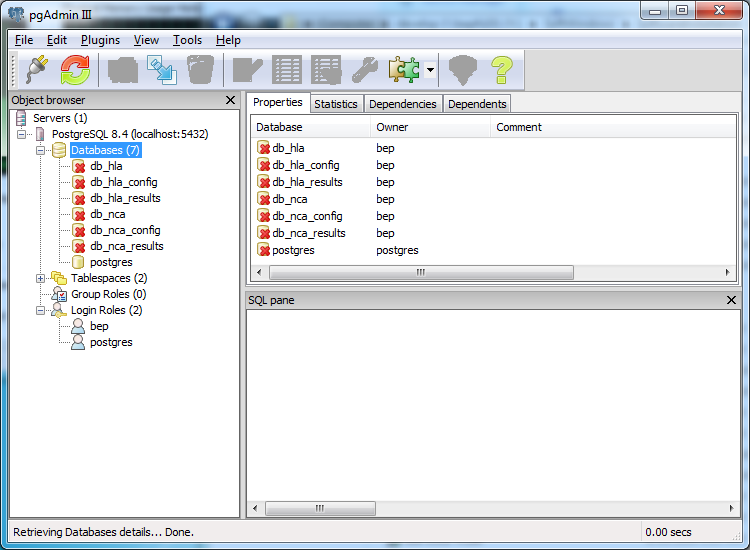 pgAdmin III
File Edit Plugins View Tools Help
Object browser
Servers (1)
PostgreSQL 8.4 (localhost:5432)
Databases (7)
db_hla
db_hla_config
db_hla_results
db_nca
db_nca_config
db_nca_results
postgres
Tablespaces (2)
Group Roles (0)
Login Roles (2)
bep
postgres
Properties Statistics Dependencies Dependents
Database Owner Comment
db_hla bep
db_hla_config bep
db_hla_results bep
db_nca bep
db_nca_config bep
db_nca_results bep
postgres postgres
SQL pane
Retrieving Databases details... Done. 0.00 secs